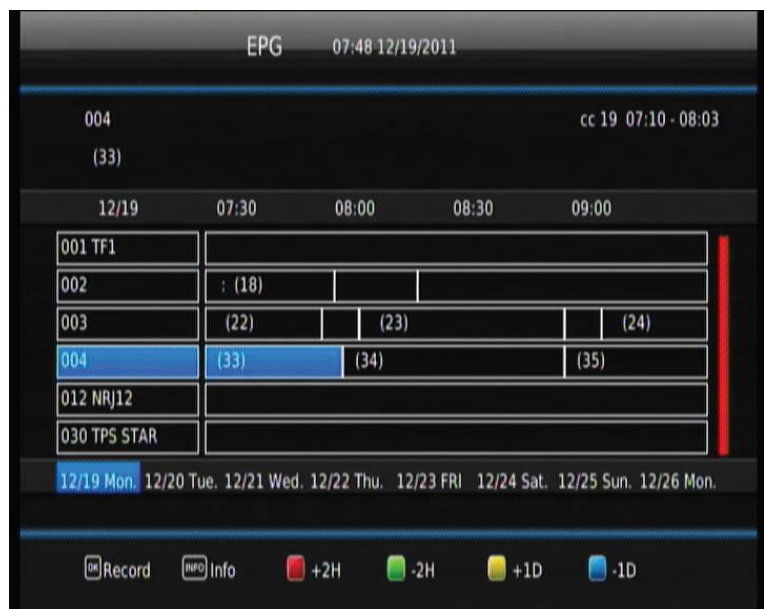 EPG 07:48 12/19/2011
004 cc 19 07:10 - 08:03
(33)
12/19 07:30 08:00 08:30 09:00
001 TF1
002 : (18)
003 (22) (23) (24)
004 (33) (34) (35)
012 NRJ12
030 TPS STAR
12/19 Mon. 12/20 Tue. 12/21 Wed. 12/22 Thu. 12/23 FRI 12/24 Sat. 12/25 Sun. 12/26 Mon.
OK Record INFO Info +2H -2H +1D -1D